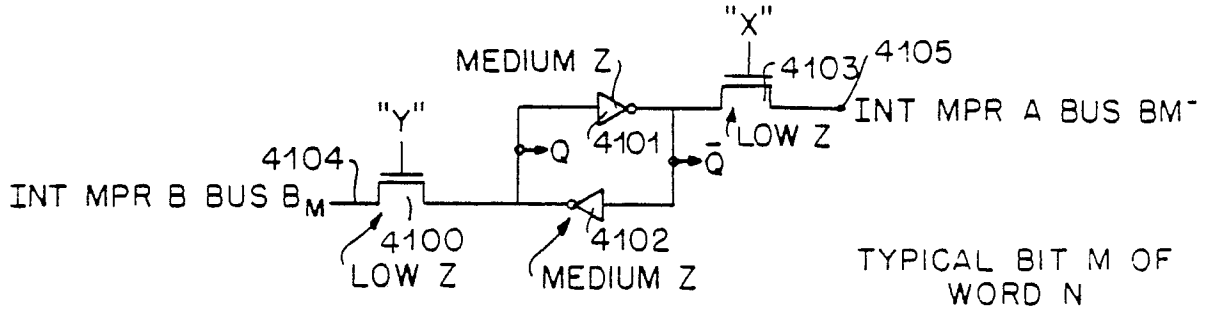 "X"
4105
MEDIUM Z
4103
"Y"
4101
INT MPR A BUS BM-
LOW Z
Q
Q̄
4104
INT MPR B BUS BM
4100
4102
LOW Z
MEDIUM Z
TYPICAL BIT M OF
WORD N